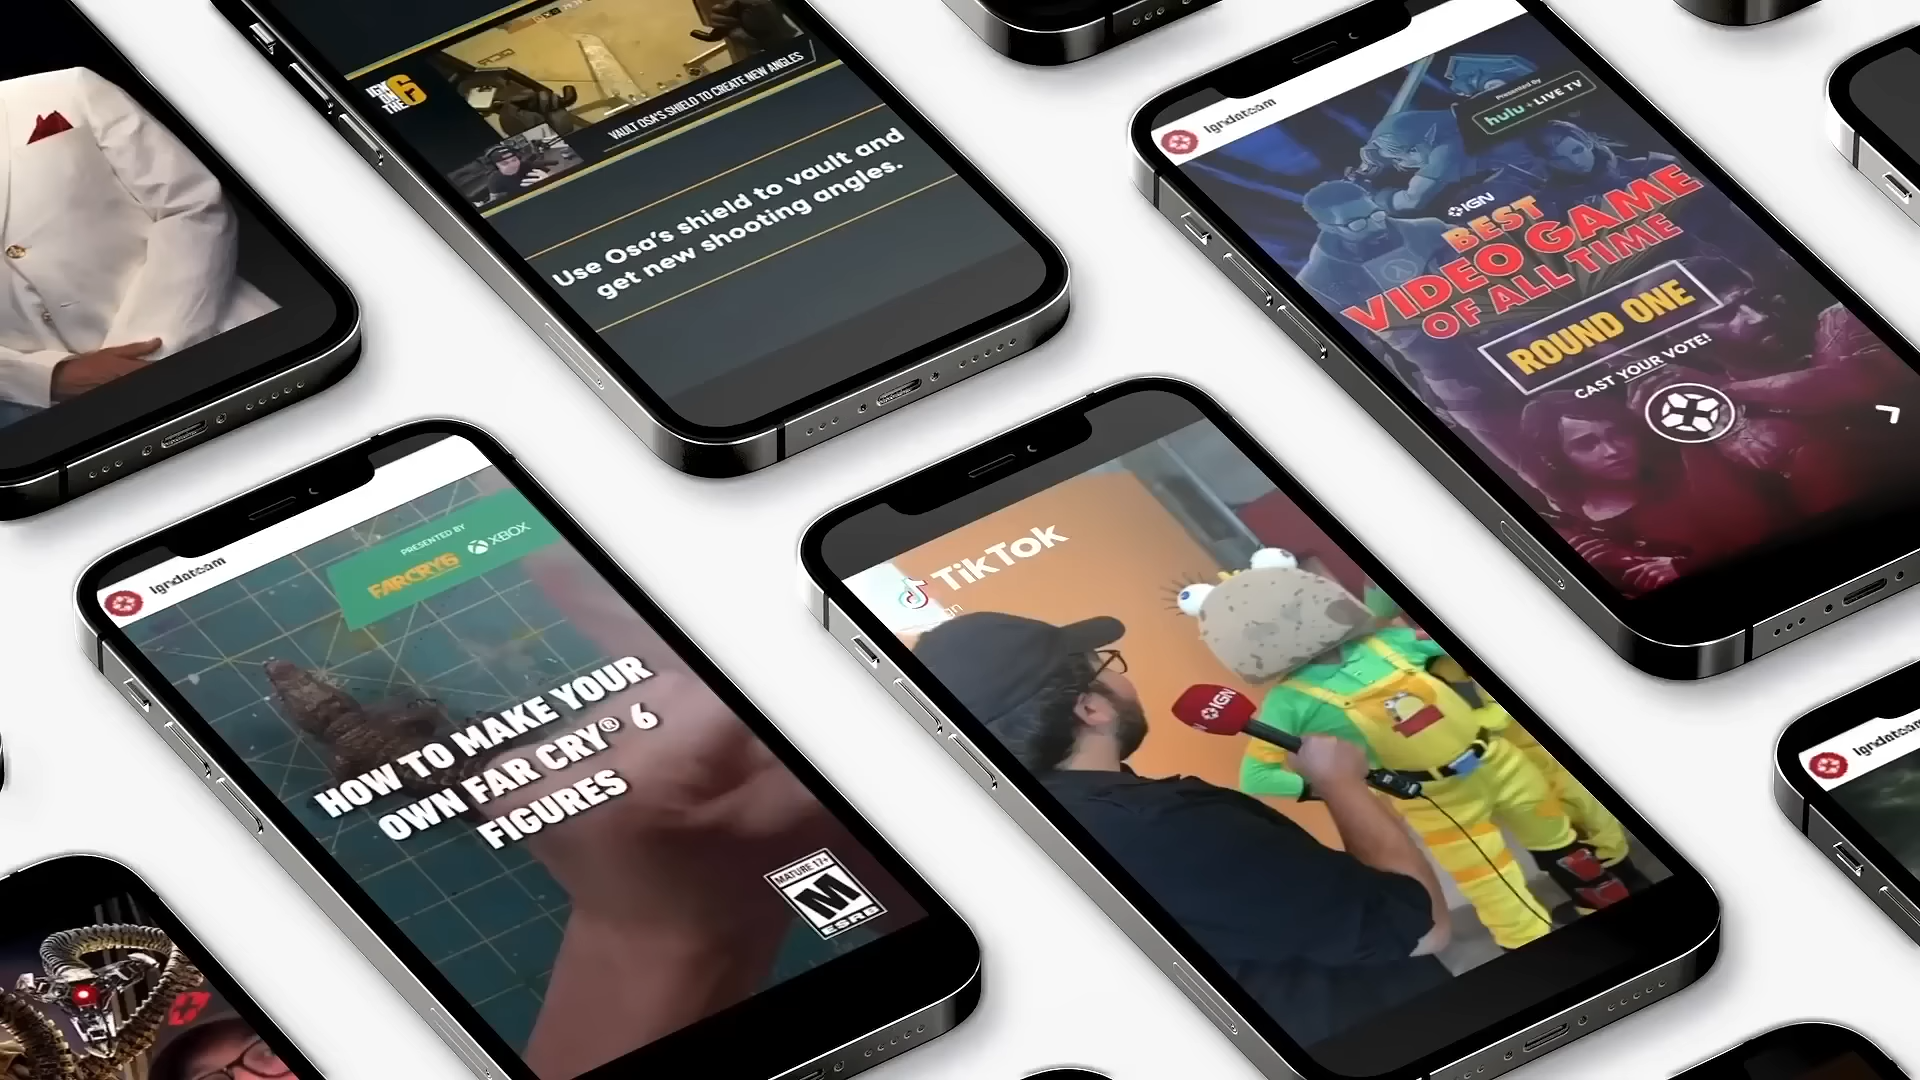 IGN
ON
THE
6
VAULT OSA'S SHIELD TO CREATE NEW ANGLES
Use Osa's shield to vault and
get new shooting angles.
igndotcom
Presented By
hulu + LIVE TV
IGN
BEST
VIDEO GAME
OF ALL TIME
ROUND ONE
CAST YOUR VOTE!
igndotcom
PRESENTED BY
FARCRY6
XBOX
HOW TO MAKE YOUR
OWN FAR CRY® 6
FIGURES
MATURE 17+
M
ESRB
TikTok
IGN
igndotcom